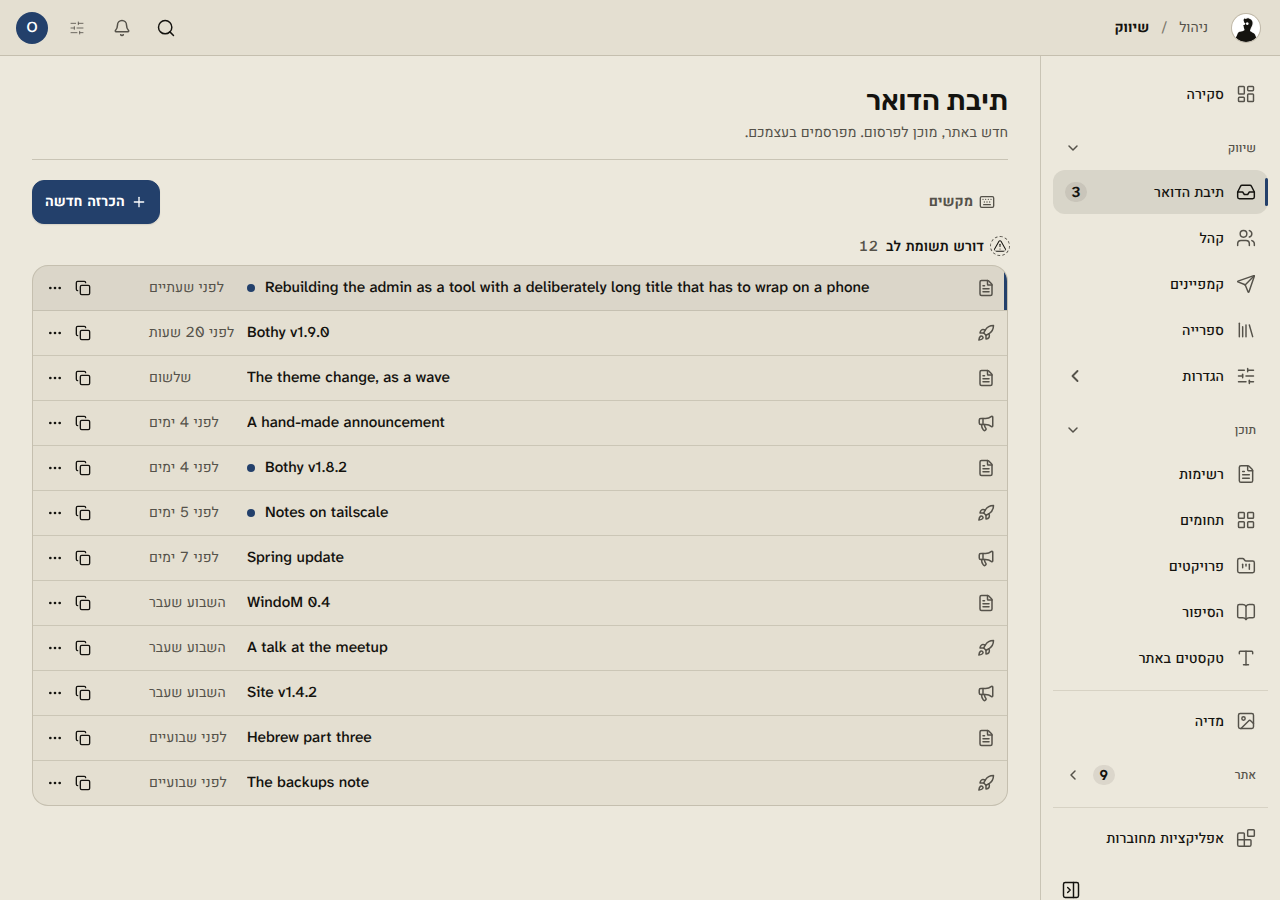 ניהול / שיווק
O
סקירה
שיווק
תיבת הדואר 3
קהל
קמפיינים
ספרייה
הגדרות
תוכן
רשימות
תחומים
פרויקטים
הסיפור
טקסטים באתר
מדיה
אתר 9
אפליקציות מחוברות
תיבת הדואר
חדש באתר, מוכן לפרסום. מפרסמים בעצמכם.
מקשים
+ הכרזה חדשה
דורש תשומת לב 12
Rebuilding the admin as a tool with a deliberately long title that has to wrap on a phone לפני שעתיים
Bothy v1.9.0 לפני 20 שעות
The theme change, as a wave שלשום
A hand-made announcement לפני 4 ימים
Bothy v1.8.2 לפני 4 ימים
Notes on tailscale לפני 5 ימים
Spring update לפני 7 ימים
WindoM 0.4 השבוע שעבר
A talk at the meetup השבוע שעבר
Site v1.4.2 השבוע שעבר
Hebrew part three לפני שבועיים
The backups note לפני שבועיים